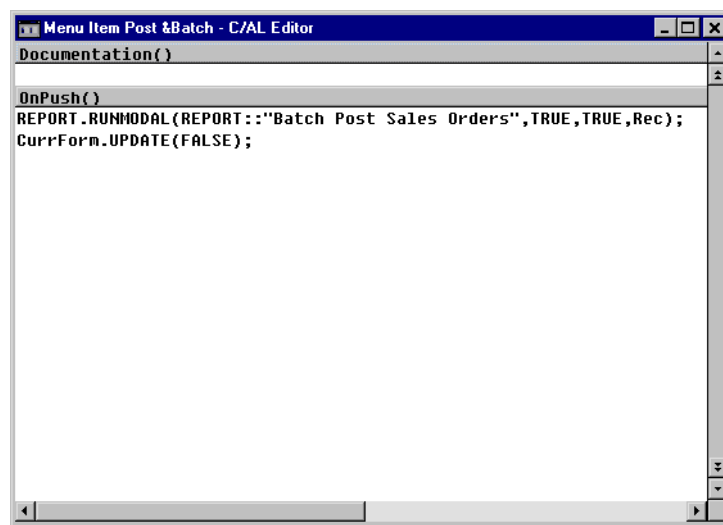 Menu Item Post &Batch - C/AL Editor
Documentation()
OnPush()
REPORT.RUNMODAL(REPORT::"Batch Post Sales Orders",TRUE,TRUE,Rec);
CurrForm.UPDATE(FALSE);